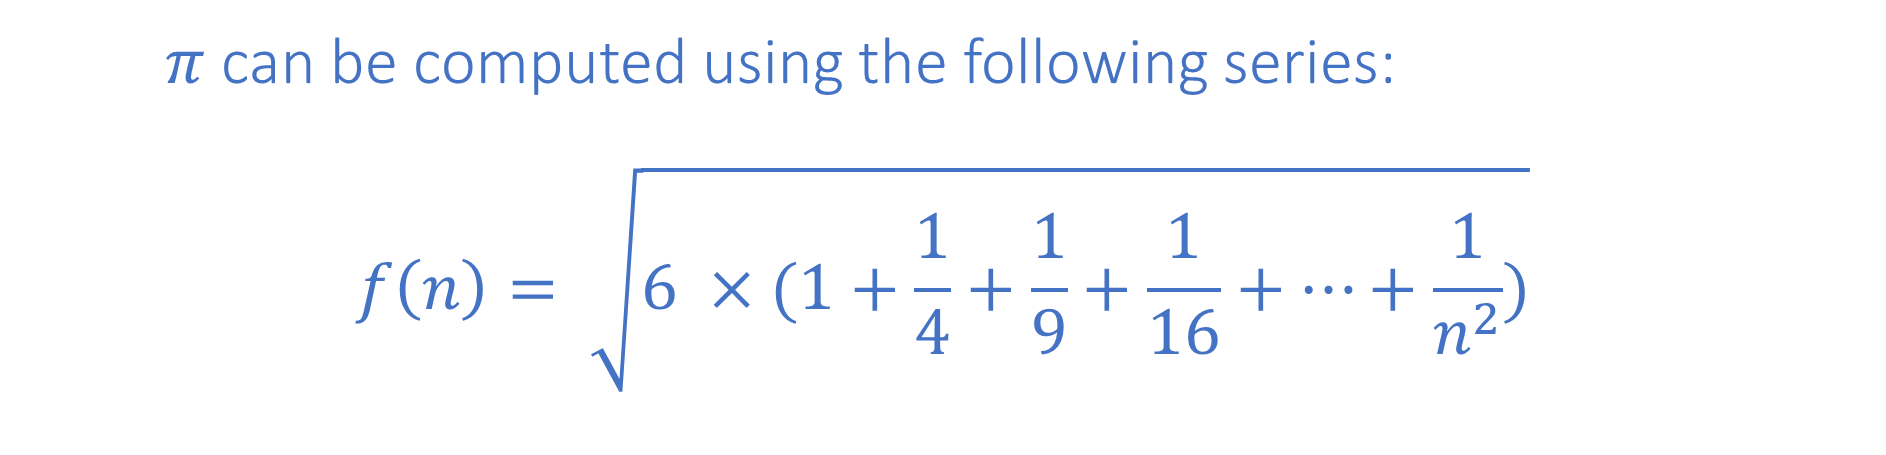 π can be computed using the following series:
f(n) = √(6 × (1 + 1/4 + 1/9 + 1/16 + ⋯ + 1/n²))